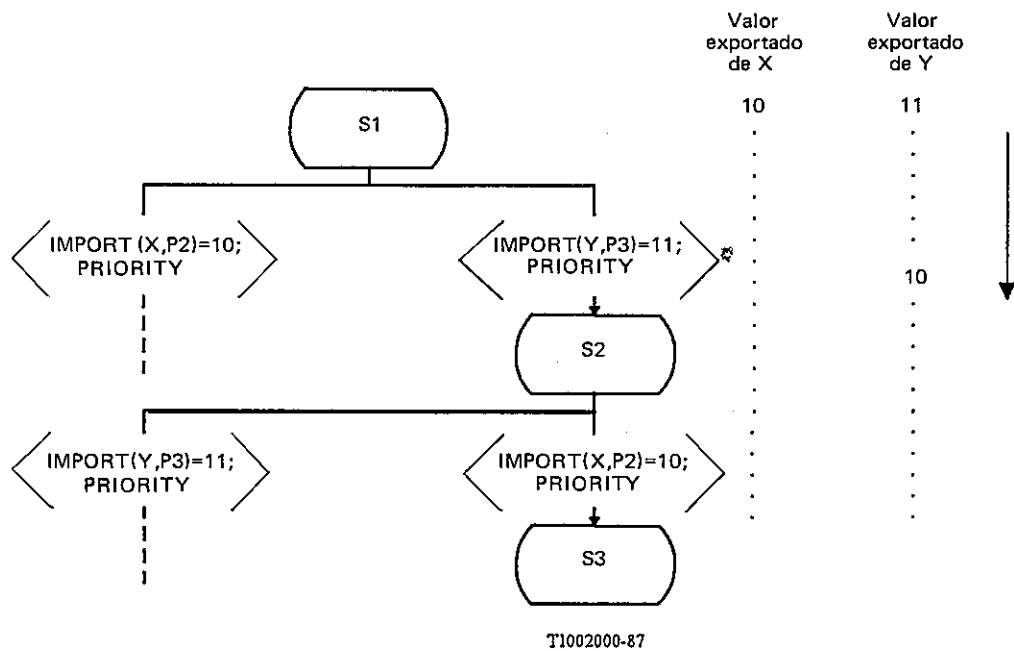 Valor
exportado
de X
Valor
exportado
de Y
10
11
S1
IMPORT (X,P2)=10;
PRIORITY
IMPORT(Y,P3)=11;
PRIORITY
10
S2
IMPORT(Y,P3)=11;
PRIORITY
IMPORT(X,P2)=10;
PRIORITY
S3
T1002000-87